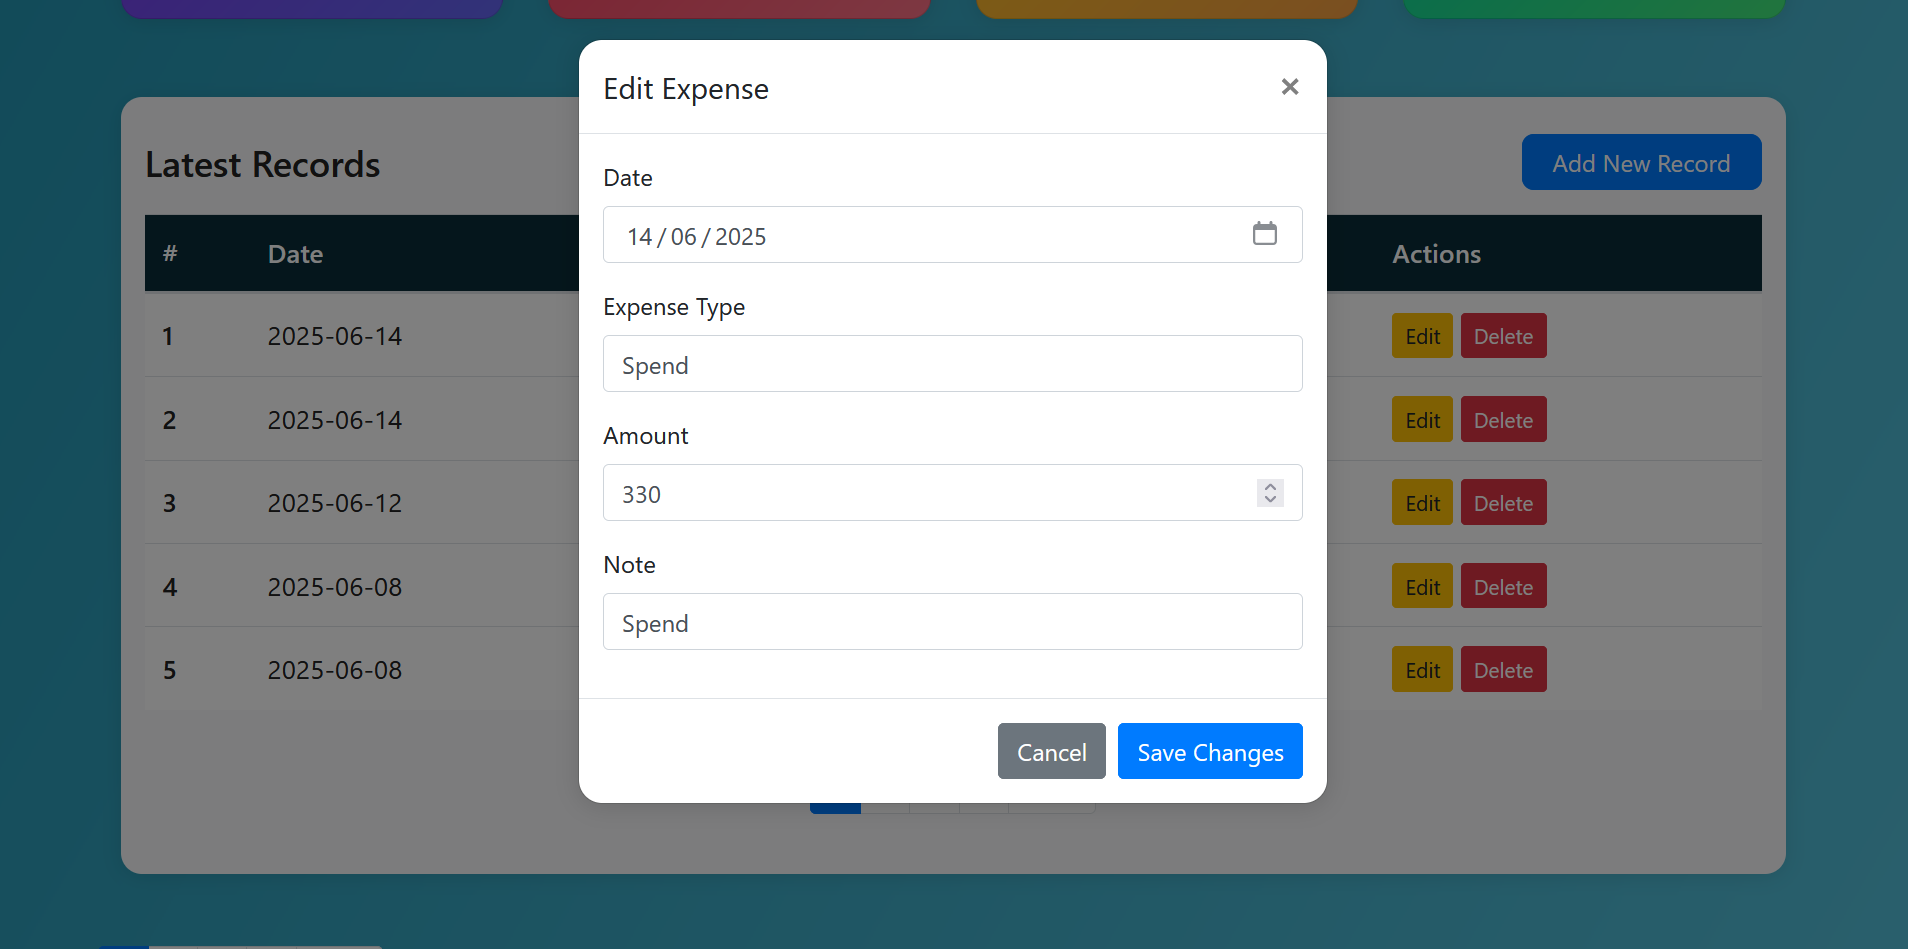 Edit Expense
Latest Records
Add New Record
Date
14/06/2025
# Date Actions
Expense Type
1 2025-06-14 Edit Delete
Spend
2 2025-06-14 Edit Delete
Amount
330
3 2025-06-12 Edit Delete
Note
4 2025-06-08 Edit Delete
Spend
5 2025-06-08 Edit Delete
Cancel Save Changes